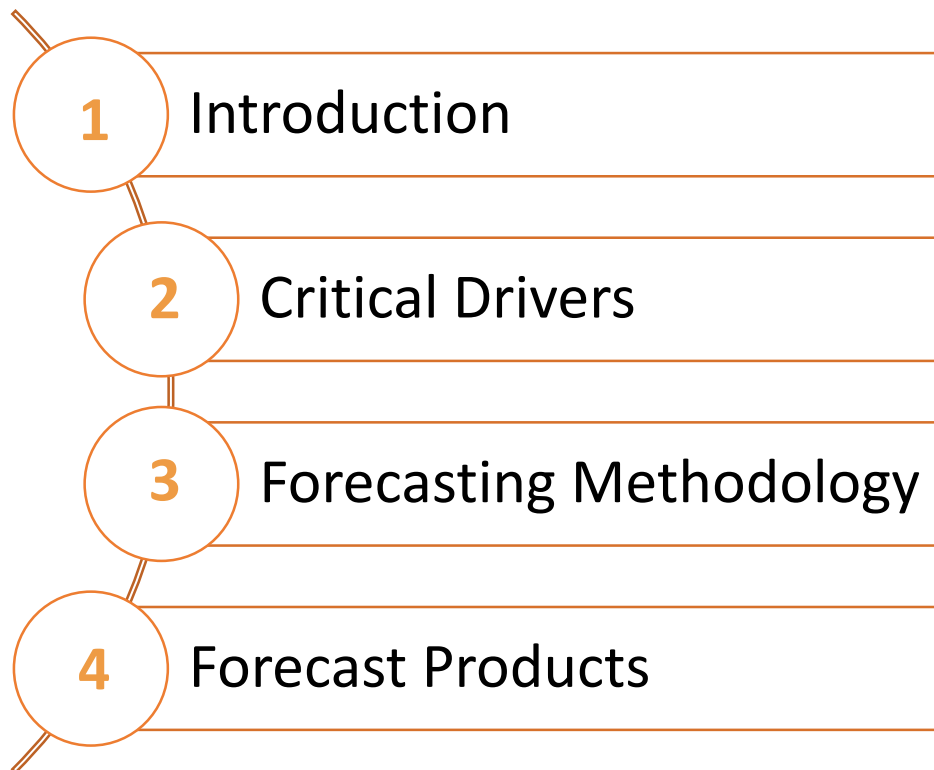 1 Introduction
2 Critical Drivers
3 Forecasting Methodology
4 Forecast Products